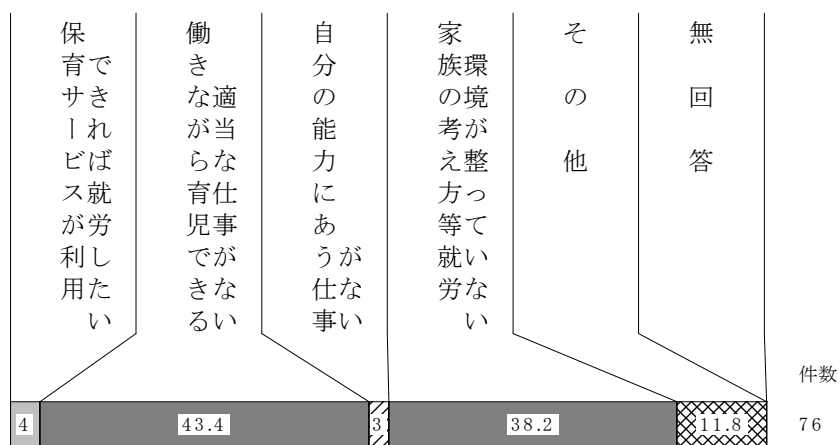 保育サービスが利用
できれば就労したい
働きながら育児できる
適当な仕事がない
自分の能力にあう仕事
がない
家族の考え方等就労
環境が整っていない
その他
無回答
件数
4
43.4
3
38.2
11.8
76